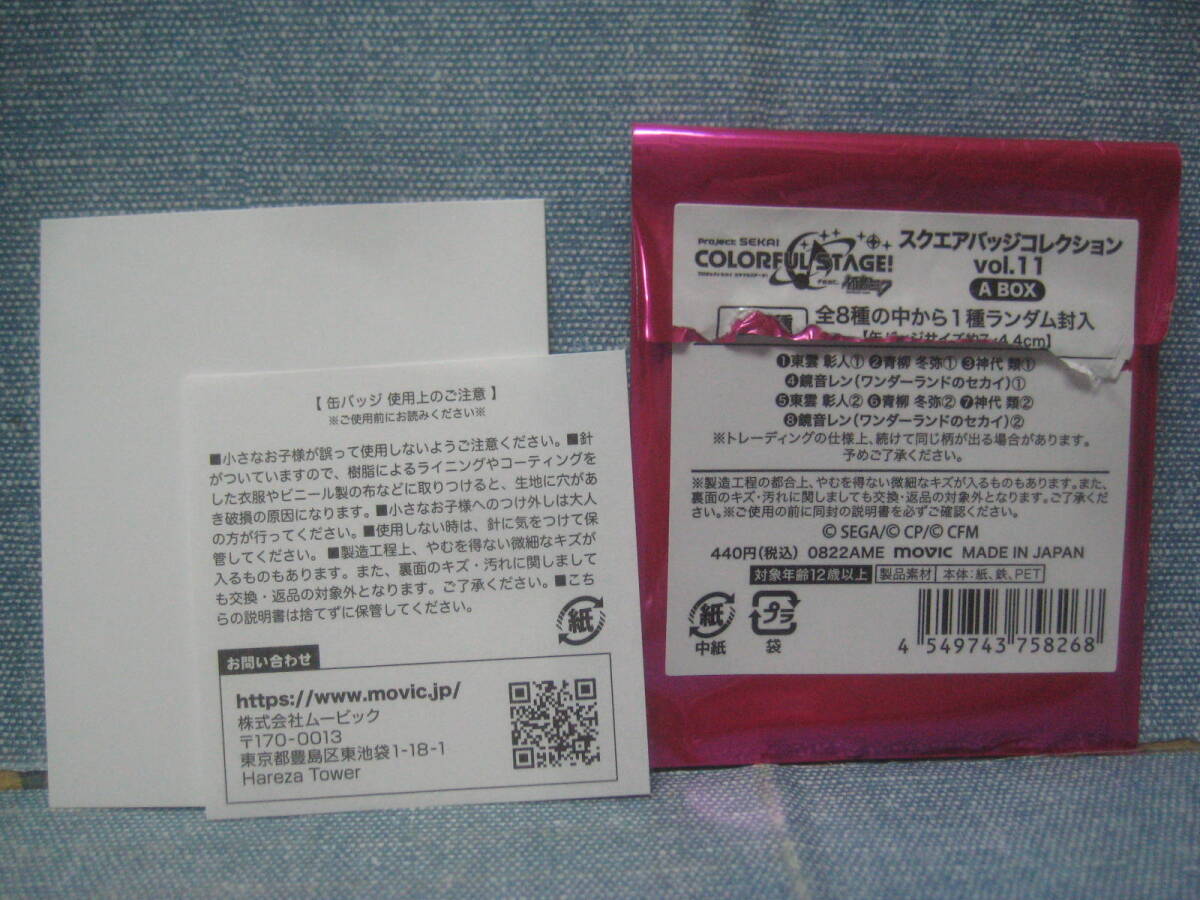 【 缶バッジ 使用上のご注意 】
※ご使用前にお読みください※
■小さなお子様が誤って使用しないようご注意ください。■針
がついていますので、樹脂によるライニングやコーティングを
した衣服やビニール製の布などに取りつけると、生地に穴があ
き破損の原因になります。■小さなお子様へのつけ外しは大人
の方が行ってください。■使用しない時は、針に気をつけて保
管してください。■製造工程上、やむを得ない微細なキズが
入るものもあります。また、裏面のキズ・汚れに関しまして
も交換・返品の対象外となります。ご了承ください。■こち
らの説明書は捨てずに保管してください。
紙
お問い合わせ
https://www.movic.jp/
株式会社ムービック
〒170-0013
東京都豊島区東池袋1-18-1
Hareza Tower
PROJECT SEKAI
COLORFUL STAGE!
プロジェクトセカイ カラフルステージ!
feat. 初音ミク
スクエアバッジコレクション
vol.11
A BOX
全8種の中から1種ランダム封入
4.4cm】
❶東雲 彰人① ❷青柳 冬弥① ❸神代 類①
❹鏡音レン(ワンダーランドのセカイ)①
❺東雲 彰人② ❻青柳 冬弥② ❼神代 類②
❽鏡音レン(ワンダーランドのセカイ)②
※トレーディングの仕様上、続けて同じ柄が出る場合があります。
予めご了承ください。
※製造工程の都合上、やむを得ない微細なキズが入るものもあります。また、
裏面のキズ・汚れに関しましても交換・返品の対象外となります。ご了承くだ
さい。※ご使用の前に同封の説明書を必ずご確認ください。
© SEGA/© CP/© CFM
440円(税込) 0822AME movic MADE IN JAPAN
対象年齢12歳以上 製品素材 本体:紙、鉄、PET
紙 プラ
中紙 袋
4 549743 758268